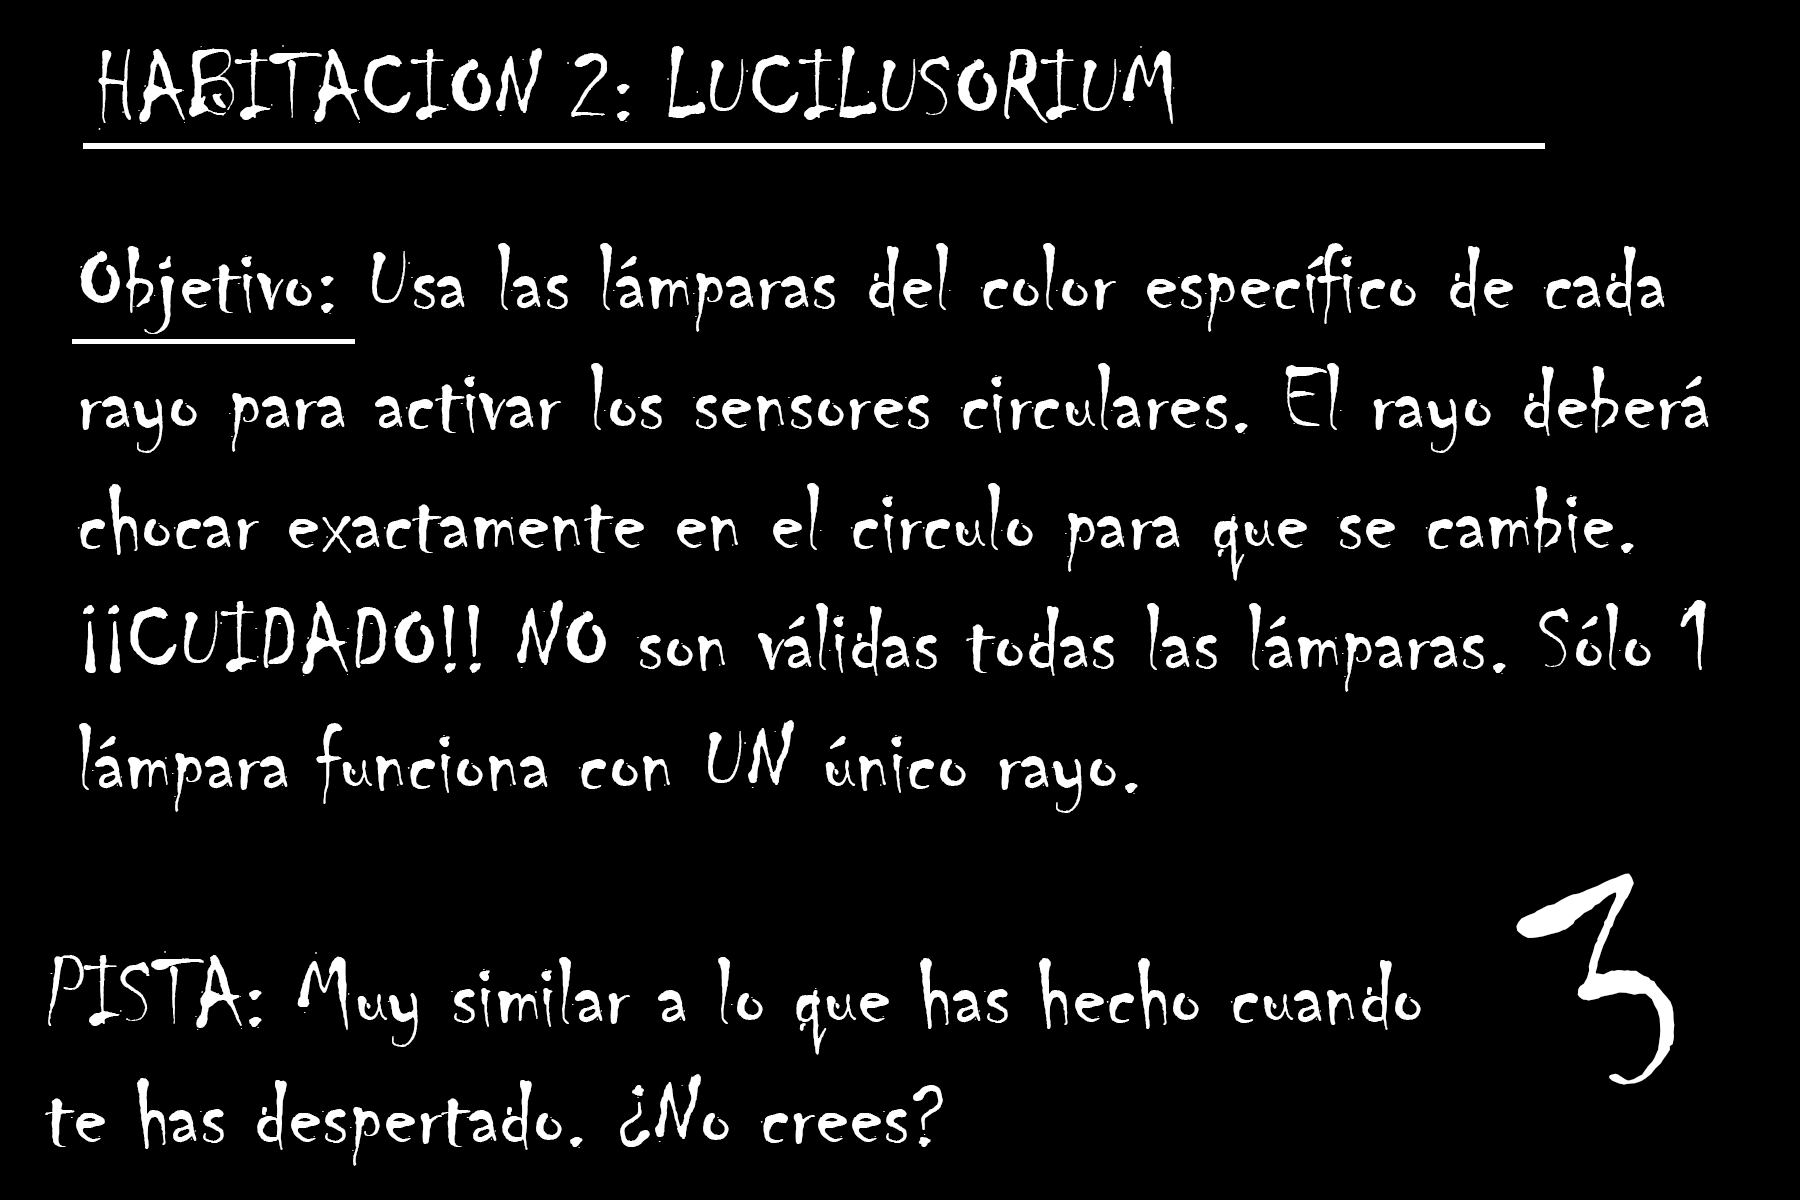 HABITACION 2: LUCILUSORIUM
Objetivo: Usa las lámparas del color específico de cada
rayo para activar los sensores circulares. El rayo deberá
chocar exactamente en el circulo para que se cambie.
¡¡CUIDADO!! NO son válidas todas las lámparas. Sólo 1
lámpara funciona con UN único rayo.
PISTA: Muy similar a lo que has hecho cuando
te has despertado. ¿No crees?
3